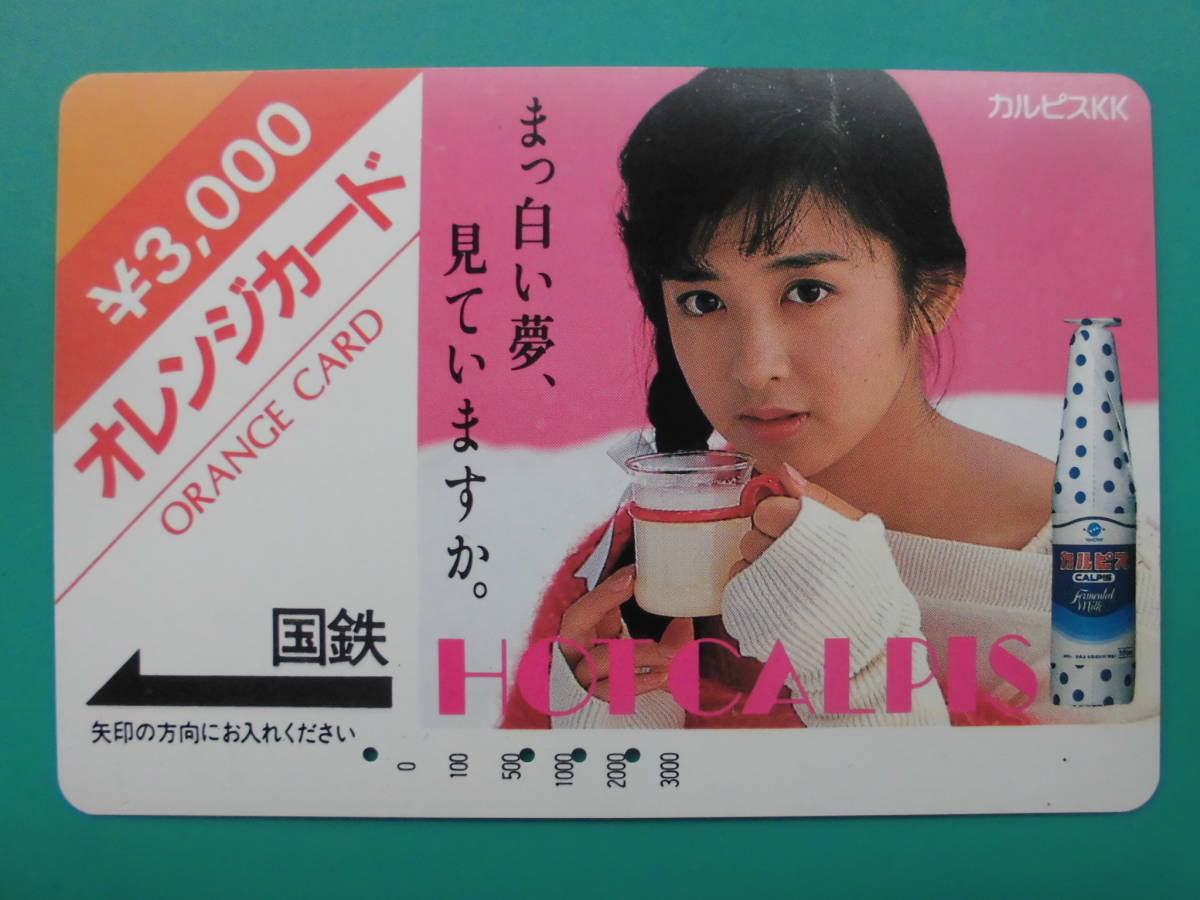 ¥3,000
オレンジカード
ORANGE CARD
国鉄
矢印の方向にお入れください
0
100
500
1000
2000
3000
まっ白い夢、
見ていますか。
カルピスKK
HOT CALPIS
カルピス
CALPIS
Fermented
Milk